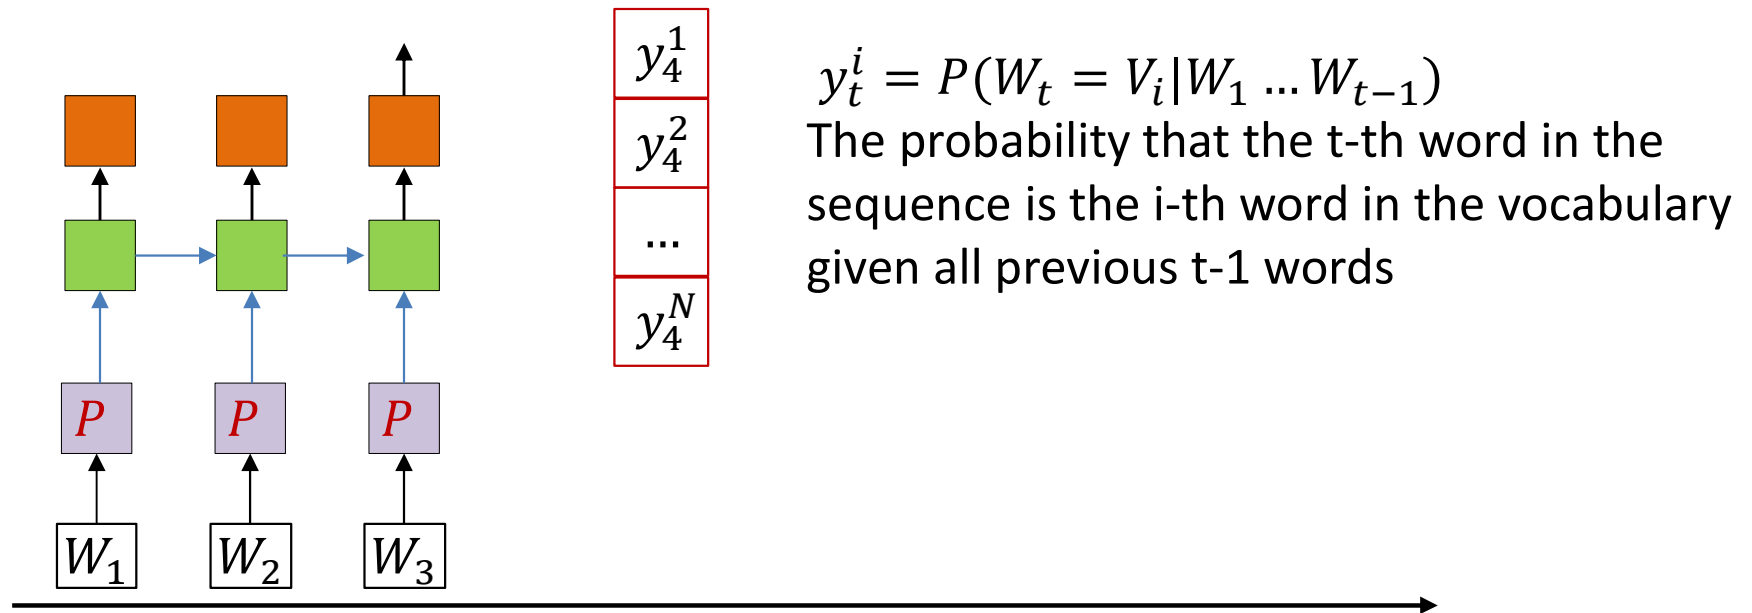 y_4^1
y_4^2
...
y_4^N
y_t^i = P(W_t = V_i|W_1 … W_{t−1})
The probability that the t-th word in the
sequence is the i-th word in the vocabulary
given all previous t-1 words
P P P
W_1 W_2 W_3